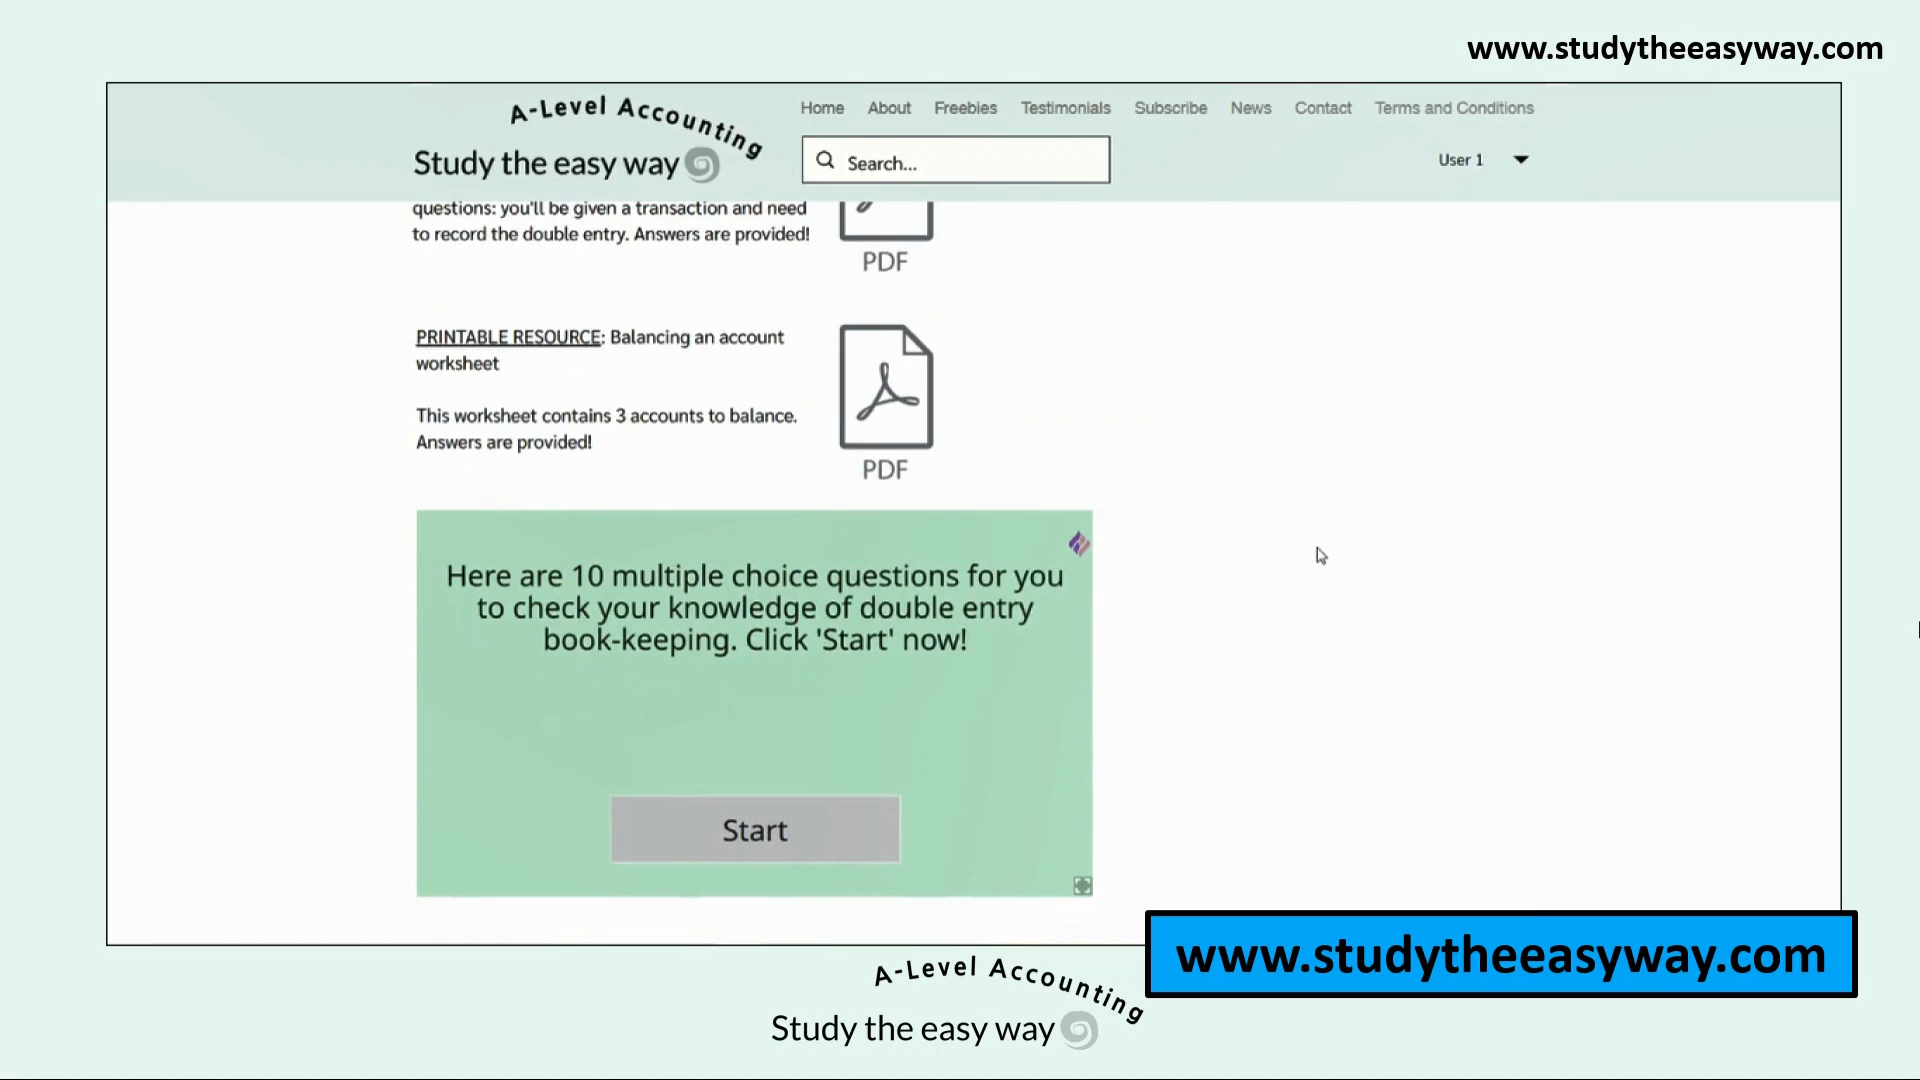 www.studytheeasyway.com
A-Level Accounting
Study the easy way
Home About Freebies Testimonials Subscribe News Contact Terms and Conditions
Search...
User 1
questions: you'll be given a transaction and need
to record the double entry. Answers are provided!
PDF
PRINTABLE RESOURCE: Balancing an account
worksheet
This worksheet contains 3 accounts to balance.
Answers are provided!
PDF
Here are 10 multiple choice questions for you
to check your knowledge of double entry
book-keeping. Click 'Start' now!
Start
www.studytheeasyway.com
A-Level Accounting
Study the easy way